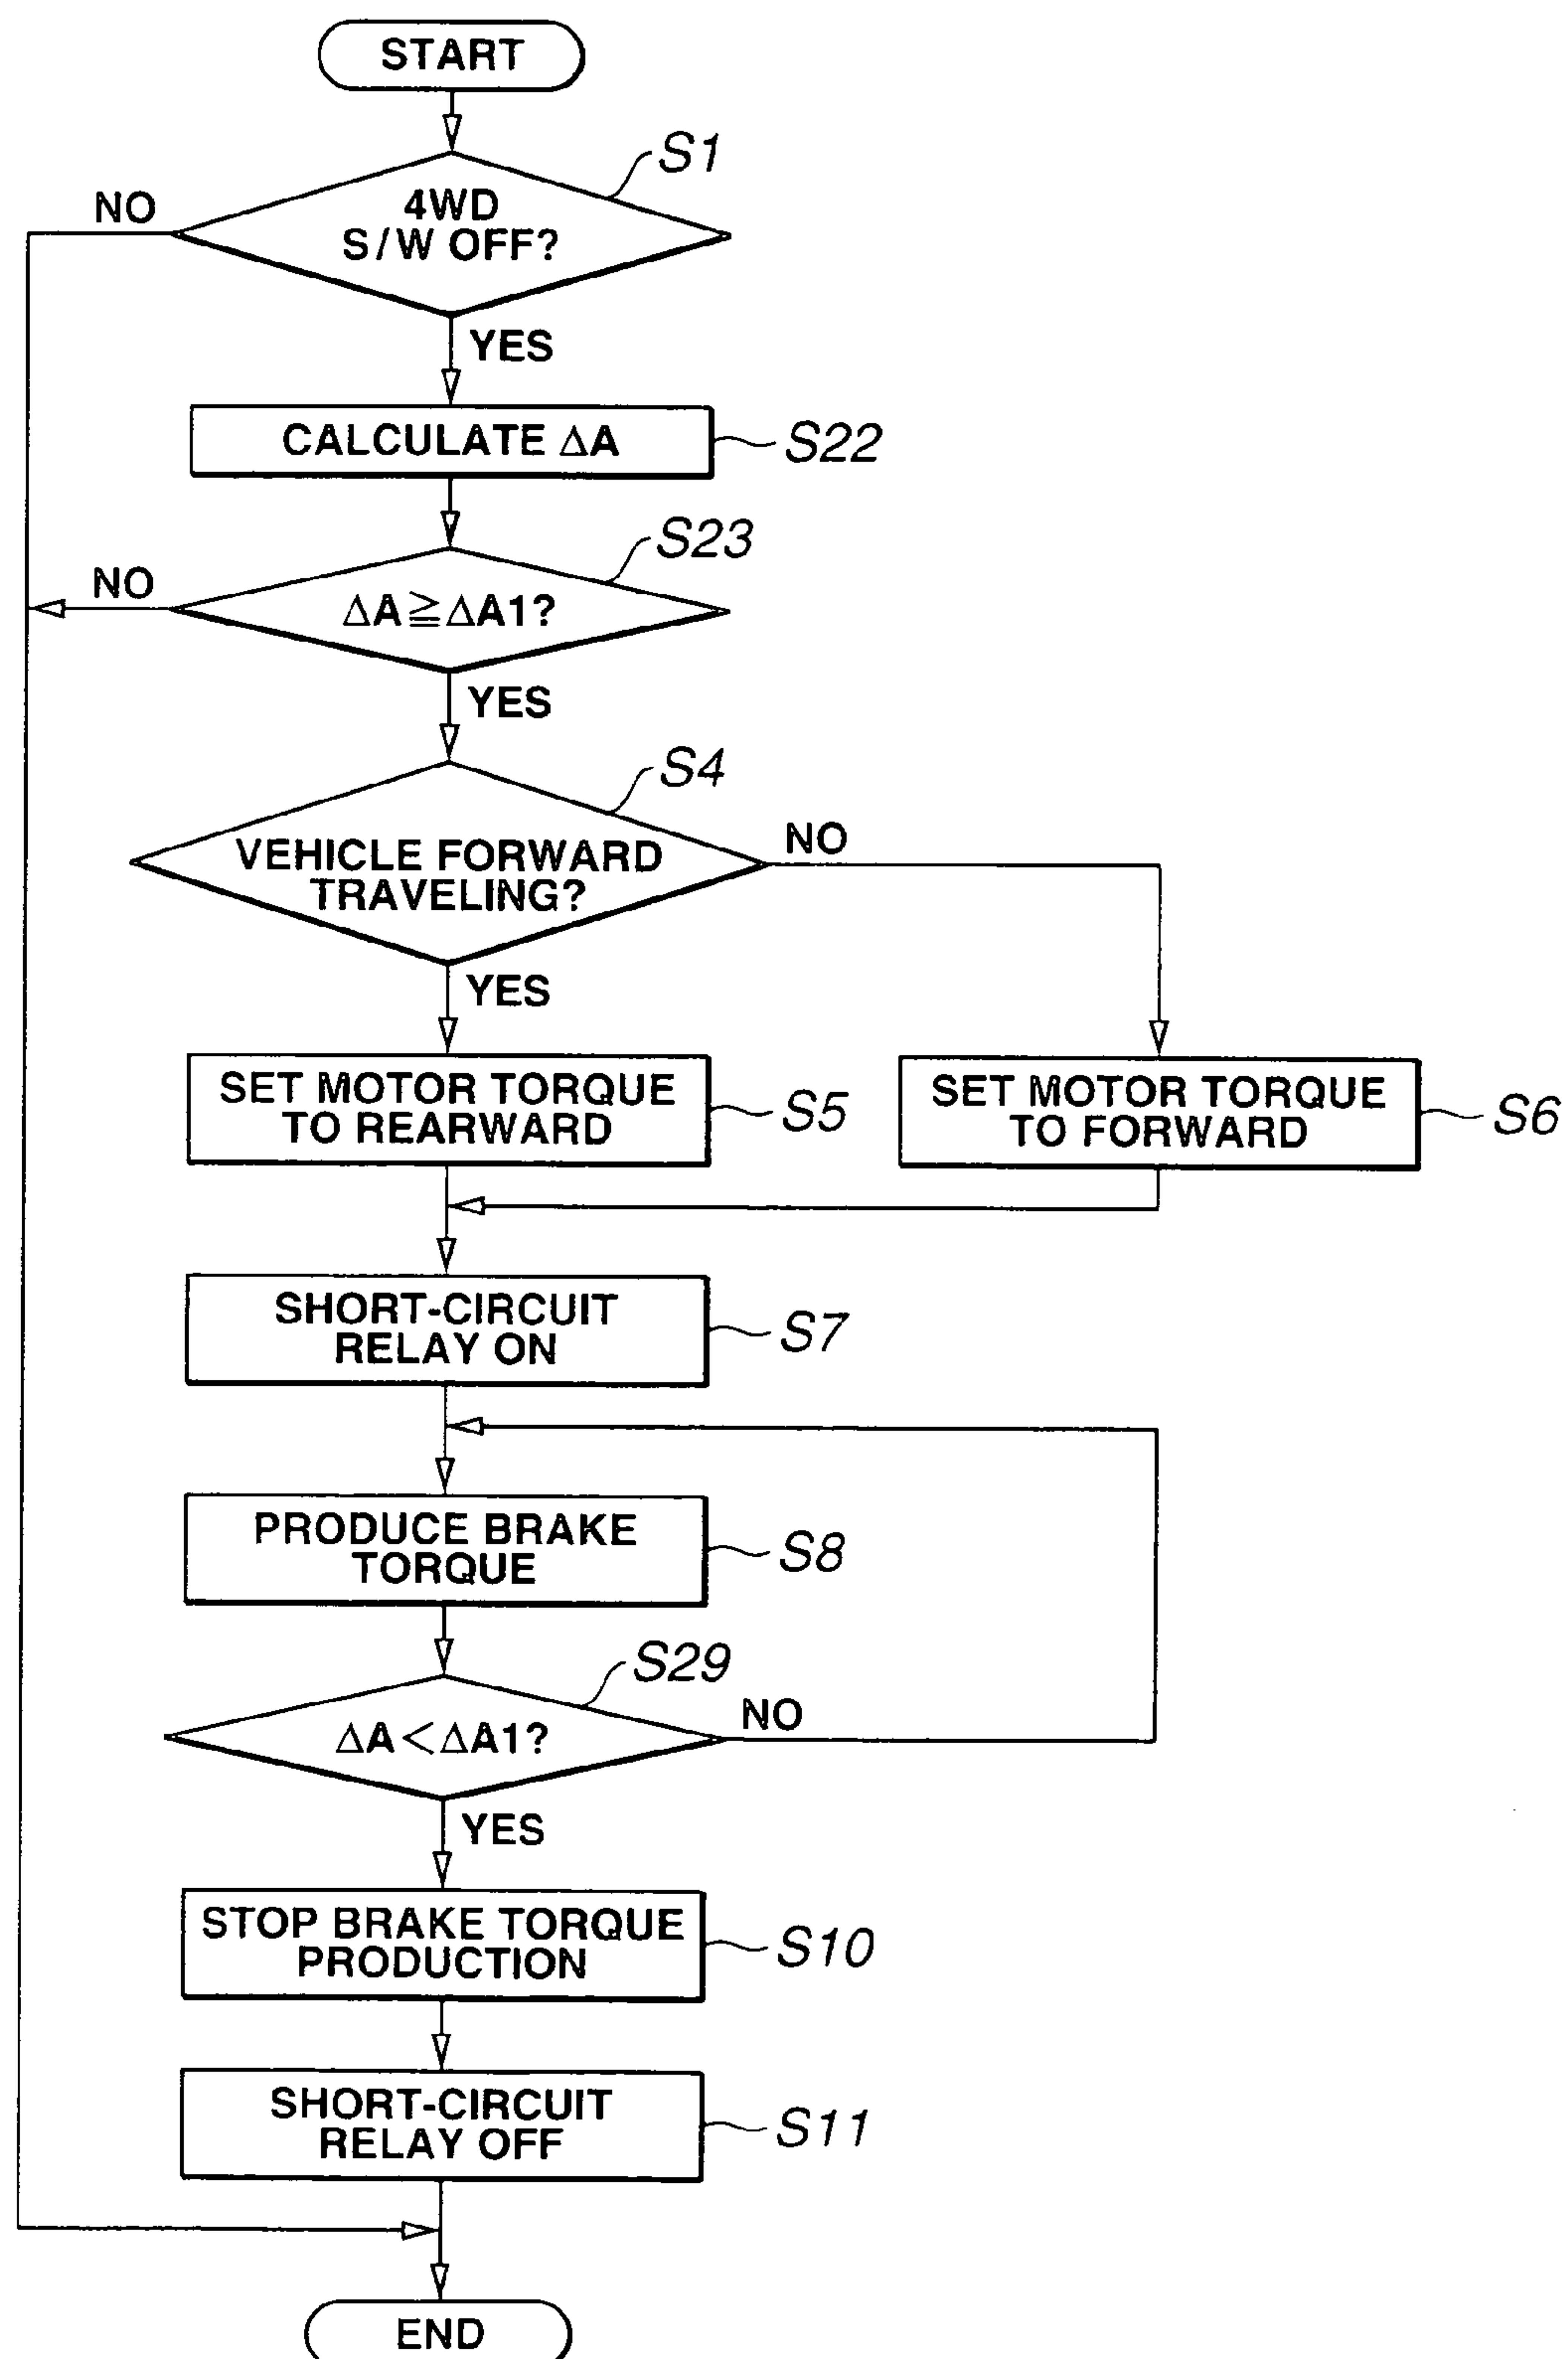 START
S1
NO
4WD
S/W OFF?
YES
CALCULATE ΔA
S22
S23
NO
ΔA≧ΔA1?
YES
S4
NO
VEHICLE FORWARD
TRAVELING?
YES
SET MOTOR TORQUE
TO REARWARD
S5
SET MOTOR TORQUE
TO FORWARD
S6
SHORT-CIRCUIT
RELAY ON
S7
PRODUCE BRAKE
TORQUE
S8
S29
ΔA<ΔA1?
NO
YES
STOP BRAKE TORQUE
PRODUCTION
S10
SHORT-CIRCUIT
RELAY OFF
S11
END